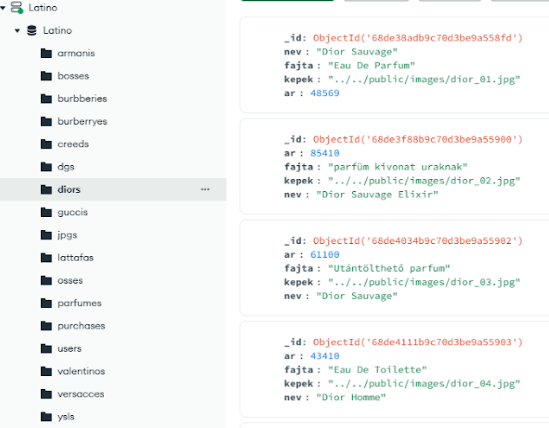 Latino
Latino
armanis
bosses
burbberies
burberryes
creeds
dgs
diors
guccis
jpgs
lattafas
osses
parfumes
purchases
users
valentinos
versacces
ysls
_id: ObjectId('68de38adb9c70d3be9a558fd')
nev : "Dior Sauvage"
fajta : "Eau De Parfum"
kepek : "../../public/images/dior_01.jpg"
ar : 48569
_id: ObjectId('68de3f88b9c70d3be9a55900')
ar : 85410
fajta : "parfüm kivonat uraknak"
kepek : "../../public/images/dior_02.jpg"
nev : "Dior Sauvage Elixir"
_id: ObjectId('68de4034b9c70d3be9a55902')
ar : 61100
fajta : "Utántölthető parfum"
kepek : "../../public/images/dior_03.jpg"
nev : "Dior Sauvage"
_id: ObjectId('68de4111b9c70d3be9a55903')
ar : 43410
fajta : "Eau De Toilette"
kepek : "../../public/images/dior_04.jpg"
nev : "Dior Homme"